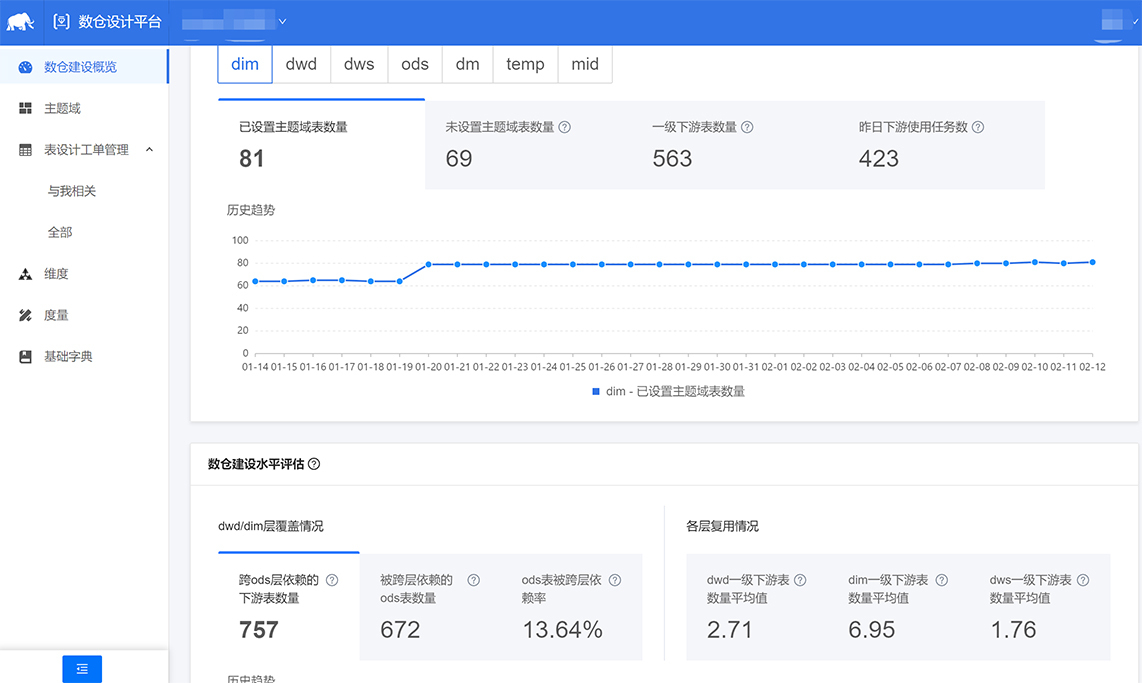 数仓设计平台
数仓建设概览
主题域
表设计工单管理
与我相关
全部
维度
度量
基础字典
dim dwd dws ods dm temp mid
已设置主题域表数量 未设置主题域表数量 一级下游表数量 昨日下游使用任务数
81 69 563 423
历史趋势
100
80
60
40
20
0
01-14 01-15 01-16 01-17 01-18 01-19 01-20 01-21 01-22 01-23 01-24 01-25 01-26 01-27 01-28 01-29 01-30 01-31 02-01 02-02 02-03 02-04 02-05 02-06 02-07 02-08 02-09 02-10 02-11 02-12
dim - 已设置主题域表数量
数仓建设水平评估
dwd/dim层覆盖情况
跨ods层依赖的 被跨层依赖的 ods表被跨层依
下游表数量 ods表数量 赖率
757 672 13.64%
各层复用情况
dwd一级下游表 dim一级下游表 dws一级下游表
数量平均值 数量平均值 数量平均值
2.71 6.95 1.76
历史趋势